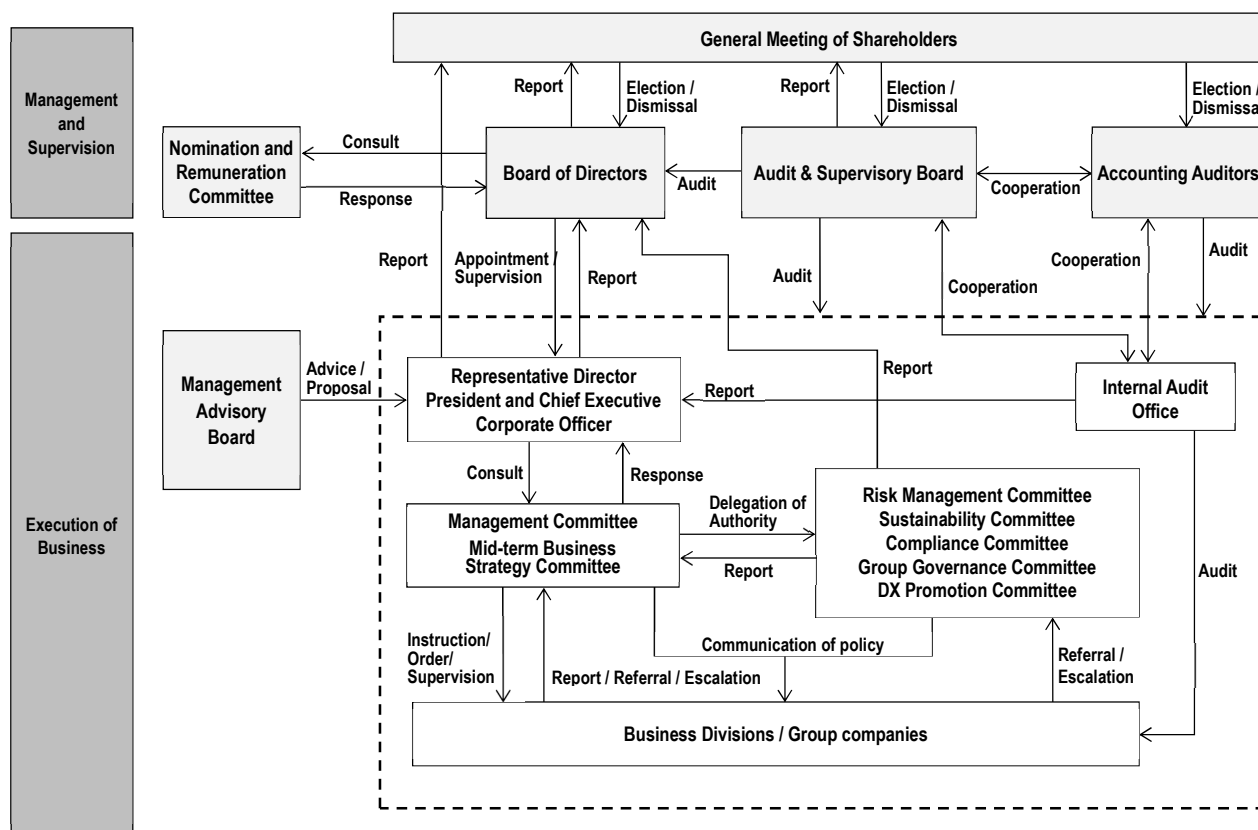 General Meeting of Shareholders
Management
and
Supervision
Report
Election /
Dismissal
Report
Election /
Dismissal
Election /
Dismissal
Nomination and
Remuneration
Committee
Consult
Response
Board of Directors
Audit
Audit & Supervisory Board
Cooperation
Accounting Auditors
Report
Appointment /
Supervision
Report
Audit
Cooperation
Cooperation
Audit
Execution of
Business
Management
Advisory
Board
Advice /
Proposal
Representative Director
President and Chief Executive
Corporate Officer
Report
Report
Internal Audit
Office
Consult
Response
Management Committee
Mid-term Business
Strategy Committee
Delegation of
Authority
Report
Risk Management Committee
Sustainability Committee
Compliance Committee
Group Governance Committee
DX Promotion Committee
Audit
Instruction/
Order/
Supervision
Report / Referral / Escalation
Communication of policy
Referral /
Escalation
Business Divisions / Group companies